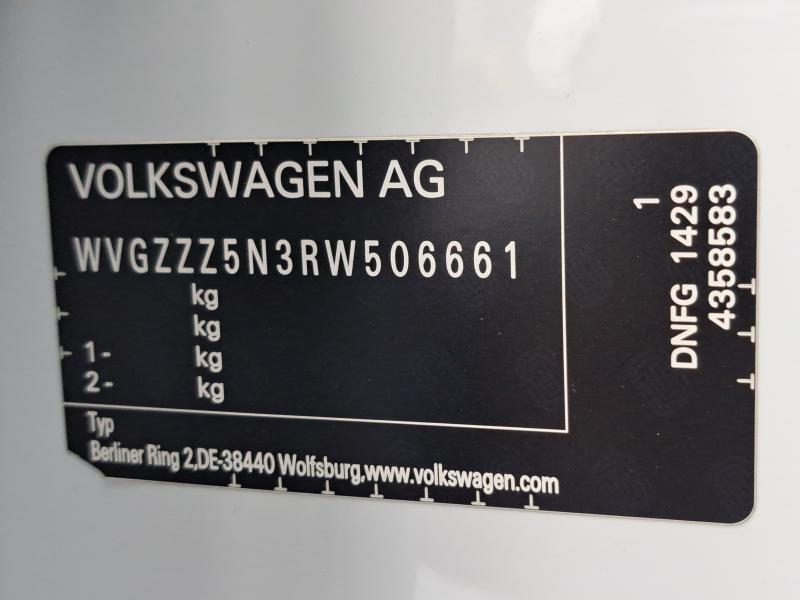 VOLKSWAGEN AG
WVGZZZ5N3RW506661
kg
kg
1- kg
2- kg
Typ
Berliner Ring 2,DE-38440 Wolfsburg,www.volkswagen.com
1
DNFG 1429
4358583